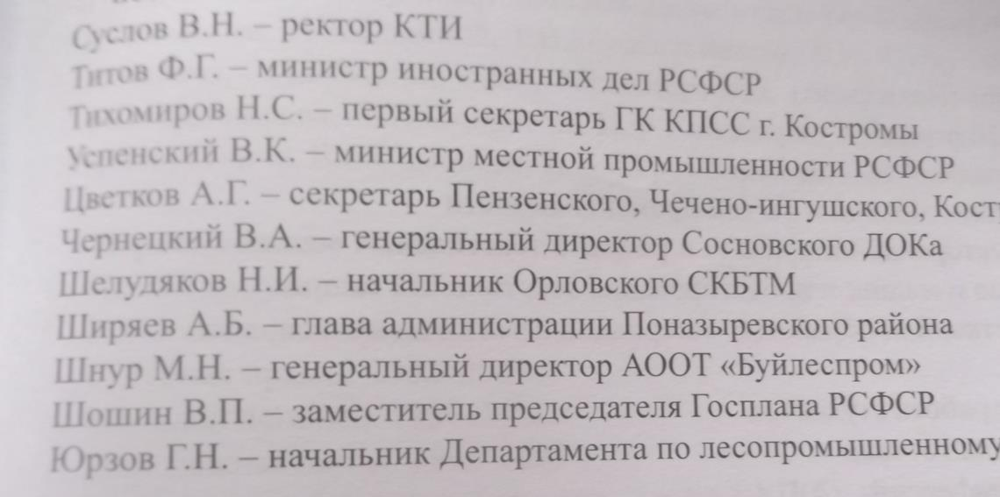 Суслов В.Н. – ректор КТИ
Титов Ф.Г. – министр иностранных дел РСФСР
Тихомиров Н.С. – первый секретарь ГК КПСС г. Костромы
Успенский В.К. – министр местной промышленности РСФСР
Цветков А.Г. – секретарь Пензенского, Чечено-ингушского, Кост
Чернецкий В.А. – генеральный директор Сосновского ДОКа
Шелудяков Н.И. – начальник Орловского СКБТМ
Ширяев А.Б. – глава администрации Поназыревского района
Шнур М.Н. – генеральный директор АООТ «Буйлеспром»
Шошин В.П. – заместитель председателя Госплана РСФСР
Юрзов Г.Н. – начальник Департамента по лесопромышленному